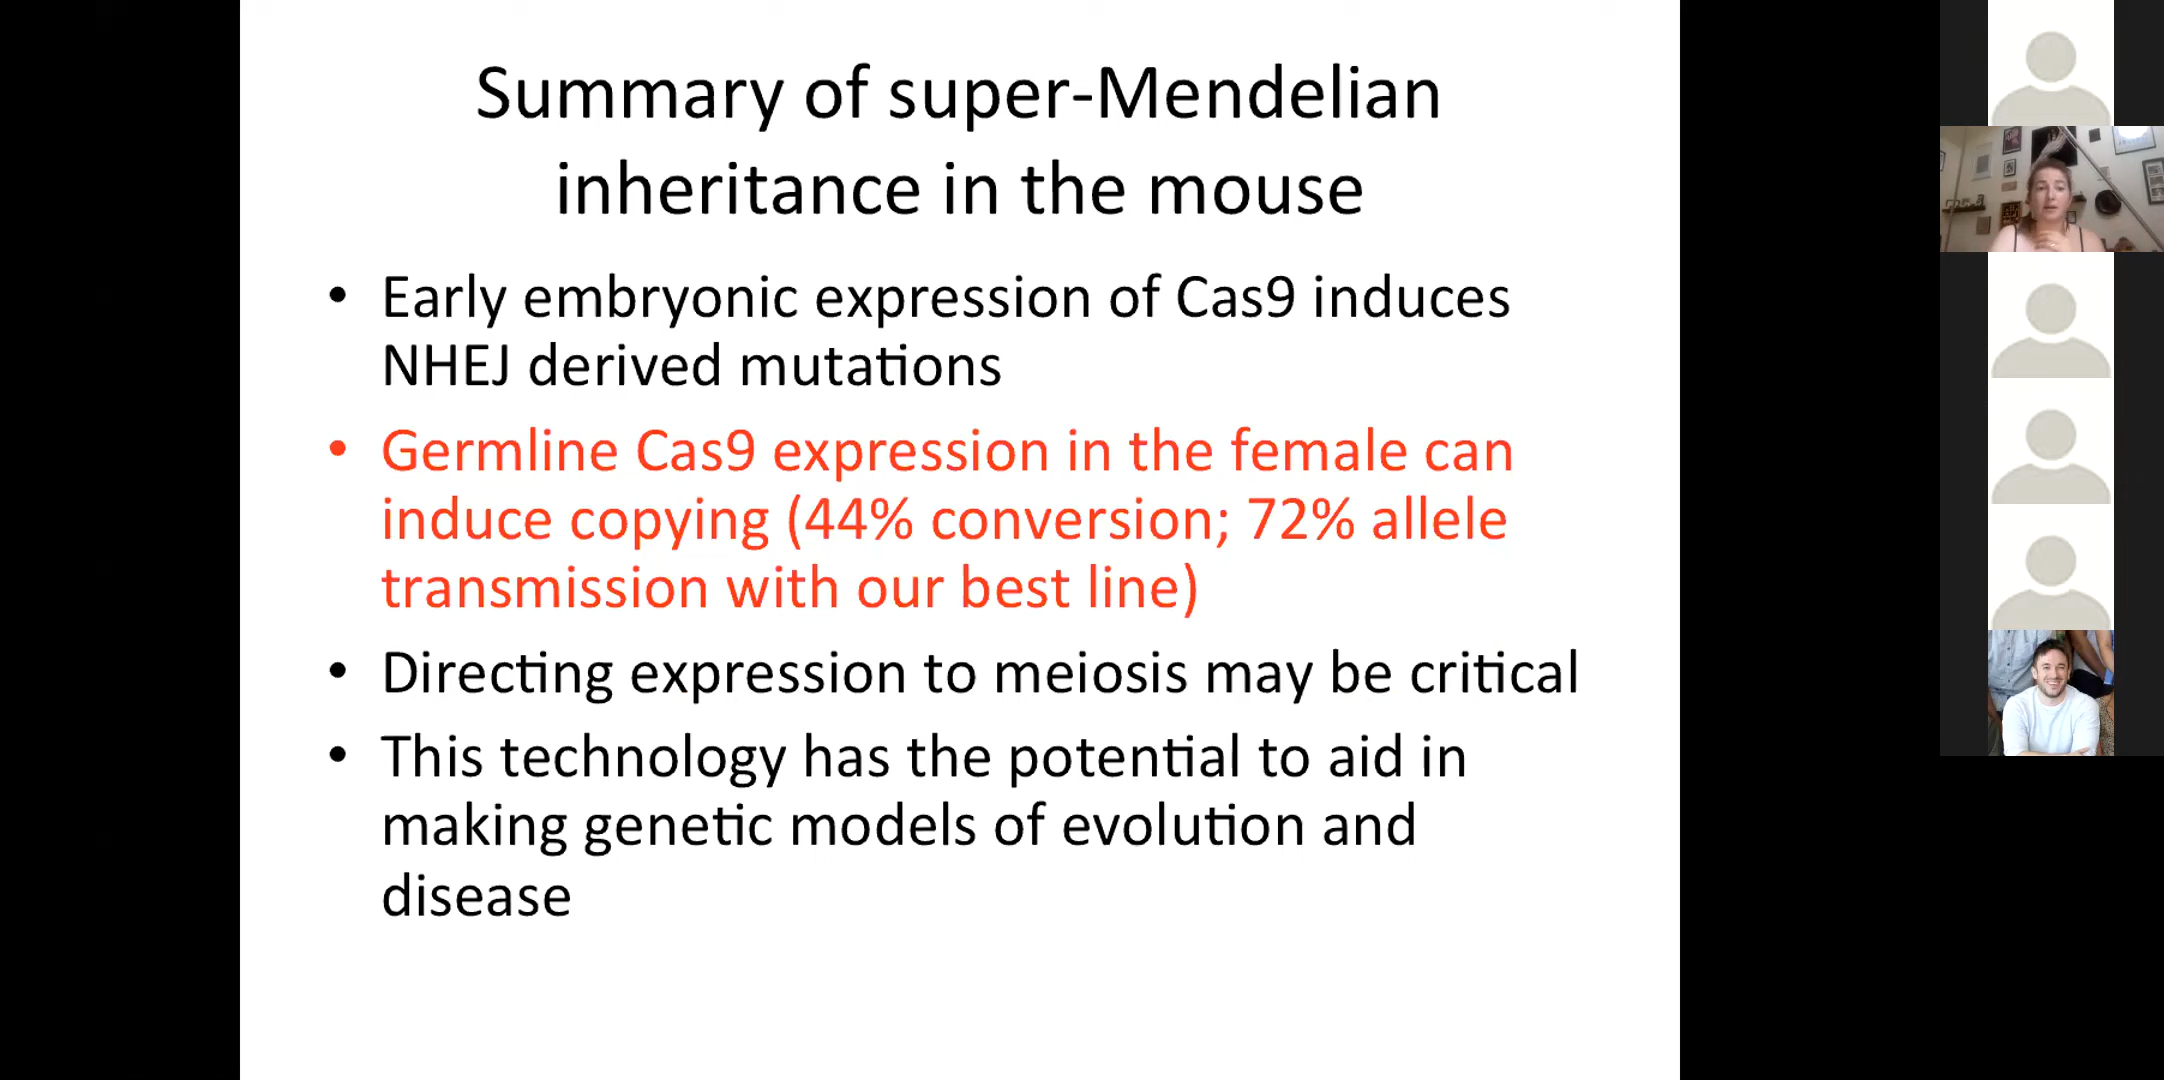 Summary of super-Mendelian
inheritance in the mouse
• Early embryonic expression of Cas9 induces
NHEJ derived mutations
• Germline Cas9 expression in the female can
induce copying (44% conversion; 72% allele
transmission with our best line)
• Directing expression to meiosis may be critical
• This technology has the potential to aid in
making genetic models of evolution and
disease